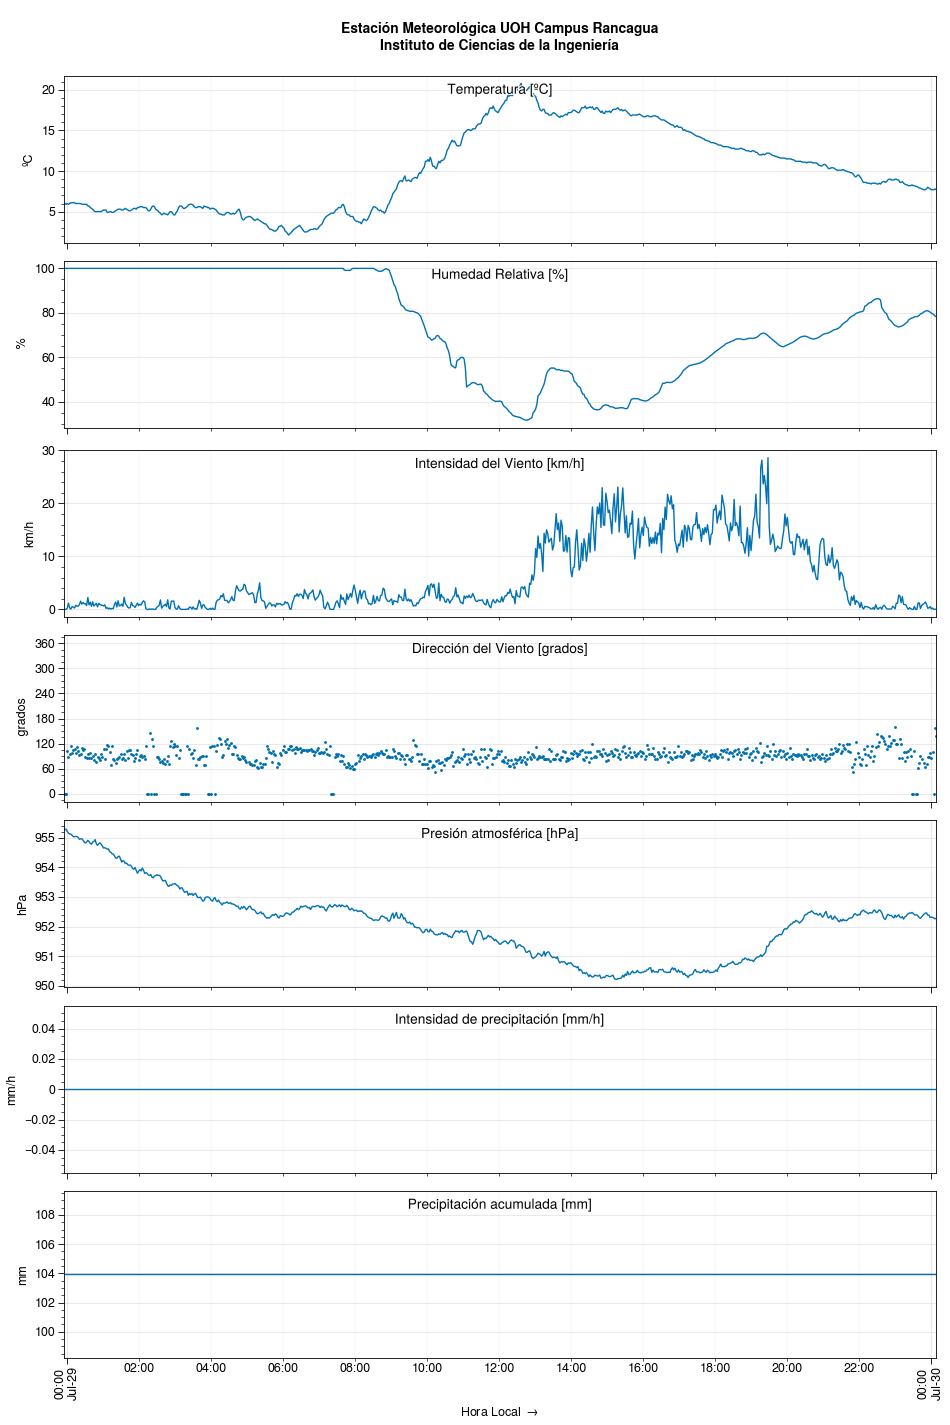 Estación Meteorológica UOH Campus Rancagua
Instituto de Ciencias de la Ingeniería
Temperatura [ºC]
20
15
10
5
ºC
Humedad Relativa [%]
100
80
60
40
%
Intensidad del Viento [km/h]
30
20
10
0
km/h
Dirección del Viento [grados]
360
300
240
180
120
60
0
grados
Presión atmosférica [hPa]
955
954
953
952
951
950
hPa
Intensidad de precipitación [mm/h]
0.04
0.02
0
−0.02
−0.04
mm/h
Precipitación acumulada [mm]
108
106
104
102
100
mm
00:00
Jul-29
02:00
04:00
06:00
08:00
10:00
12:00
14:00
16:00
18:00
20:00
22:00
00:00
Jul-30
Hora Local →